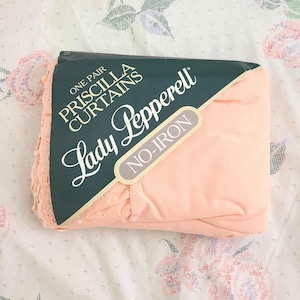 ONE PAIR
PRISCILLA
CURTAINS
Lady Pepperell
NO-IRON